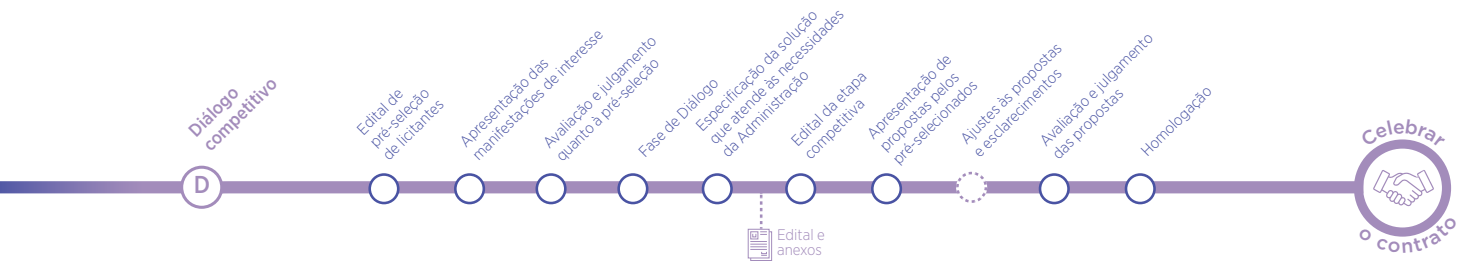 Diálogo
competitivo
D
Edital de
pré-seleção
de licitantes
Apresentação das
manifestações de interesse
Avaliação e julgamento
quanto à pré-seleção
Fase de Diálogo
Especificação da solução
que atende às necessidades
da Administração
Edital e
anexos
Edital da etapa
competitiva
Apresentação de
propostas pelos
pré-selecionados
Ajustes às propostas
e esclarecimentos
Avaliação e julgamento
das propostas
Homologação
Celebrar
o contrato